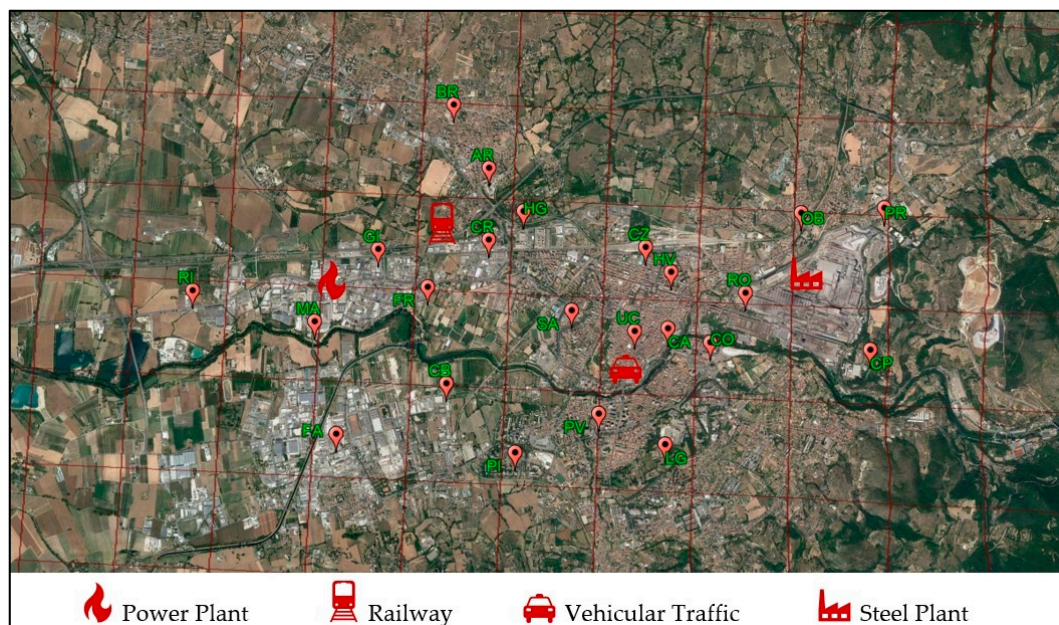 BR
AR
HG
OB
PR
GI
CR
CZ
HV
RI
MA
FR
RO
SA
UC
CA
CO
CP
CB
FA
PV
PI
LG
Power Plant
Railway
Vehicular Traffic
Steel Plant